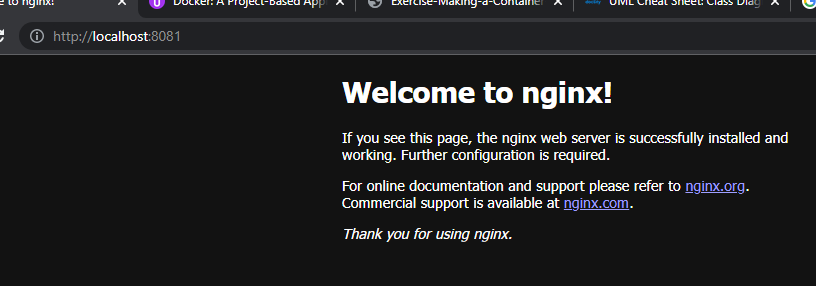 to nginx!
Docker: A Project-Based App
Exercise-Making-a-Container
UML Cheat Sheet: Class Diag
http://localhost:8081
Welcome to nginx!
If you see this page, the nginx web server is successfully installed and
working. Further configuration is required.
For online documentation and support please refer to nginx.org.
Commercial support is available at nginx.com.
Thank you for using nginx.